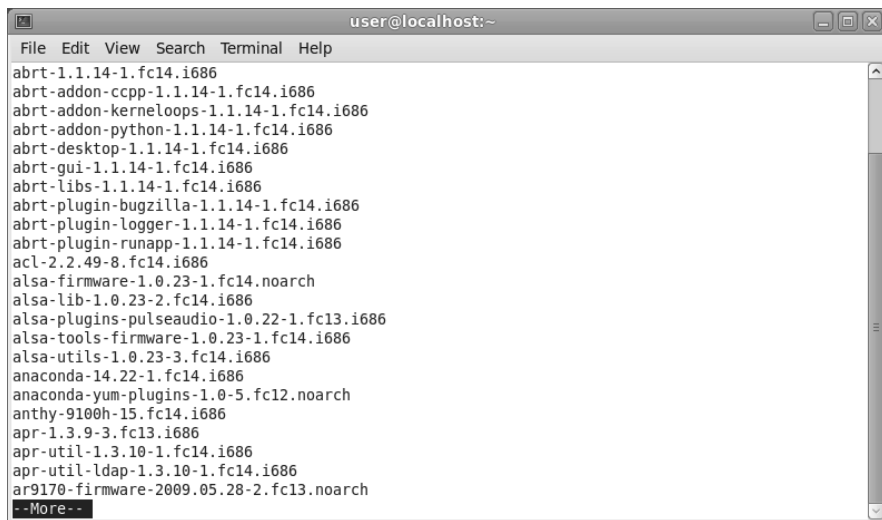 user@localhost:~
File Edit View Search Terminal Help
abrt-1.1.14-1.fc14.i686
abrt-addon-ccpp-1.1.14-1.fc14.i686
abrt-addon-kerneloops-1.1.14-1.fc14.i686
abrt-addon-python-1.1.14-1.fc14.i686
abrt-desktop-1.1.14-1.fc14.i686
abrt-gui-1.1.14-1.fc14.i686
abrt-libs-1.1.14-1.fc14.i686
abrt-plugin-bugzilla-1.1.14-1.fc14.i686
abrt-plugin-logger-1.1.14-1.fc14.i686
abrt-plugin-runapp-1.1.14-1.fc14.i686
acl-2.2.49-8.fc14.i686
alsa-firmware-1.0.23-1.fc14.noarch
alsa-lib-1.0.23-2.fc14.i686
alsa-plugins-pulseaudio-1.0.22-1.fc13.i686
alsa-tools-firmware-1.0.23-1.fc14.i686
alsa-utils-1.0.23-3.fc14.i686
anaconda-14.22-1.fc14.i686
anaconda-yum-plugins-1.0-5.fc12.noarch
anthy-9100h-15.fc14.i686
apr-1.3.9-3.fc13.i686
apr-util-1.3.10-1.fc14.i686
apr-util-ldap-1.3.10-1.fc14.i686
ar9170-firmware-2009.05.28-2.fc13.noarch
--More--